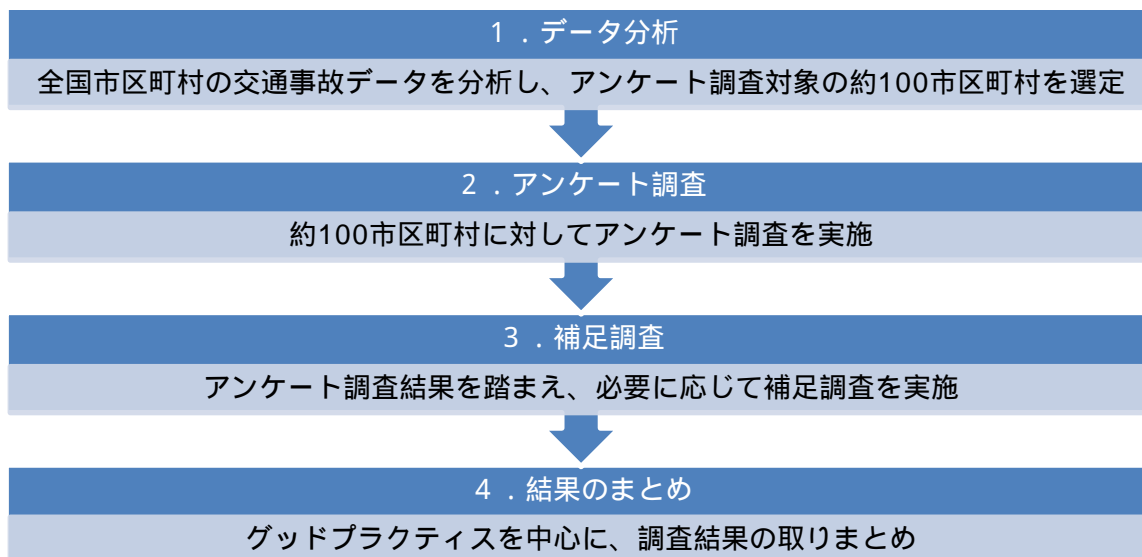 1．データ分析
全国市区町村の交通事故データを分析し、アンケート調査対象の約100市区町村を選定
2．アンケート調査
約100市区町村に対してアンケート調査を実施
3．補足調査
アンケート調査結果を踏まえ、必要に応じて補足調査を実施
4．結果のまとめ
グッドプラクティスを中心に、調査結果の取りまとめ